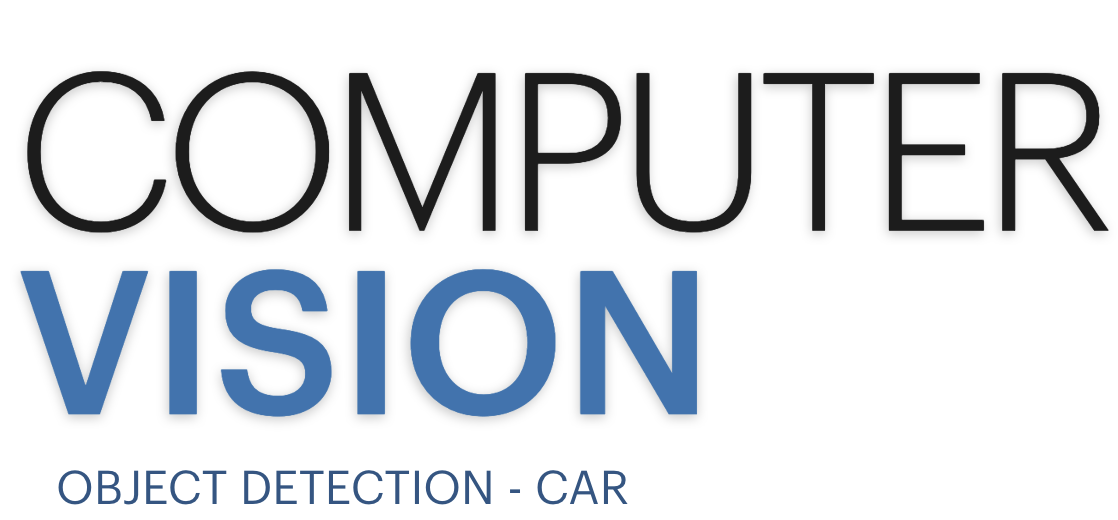 COMPUTER
VISION
OBJECT DETECTION - CAR